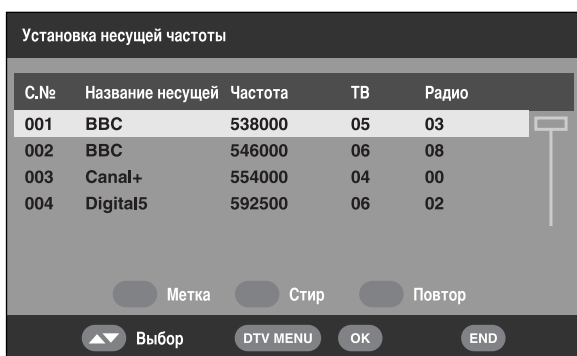 Установка несущей частоты
С.№ Название несущей Частота ТВ Радио
001 BBC 538000 05 03
002 BBC 546000 06 08
003 Canal+ 554000 04 00
004 Digital5 592500 06 02
Метка Стир Повтор
Выбор DTV MENU OK END